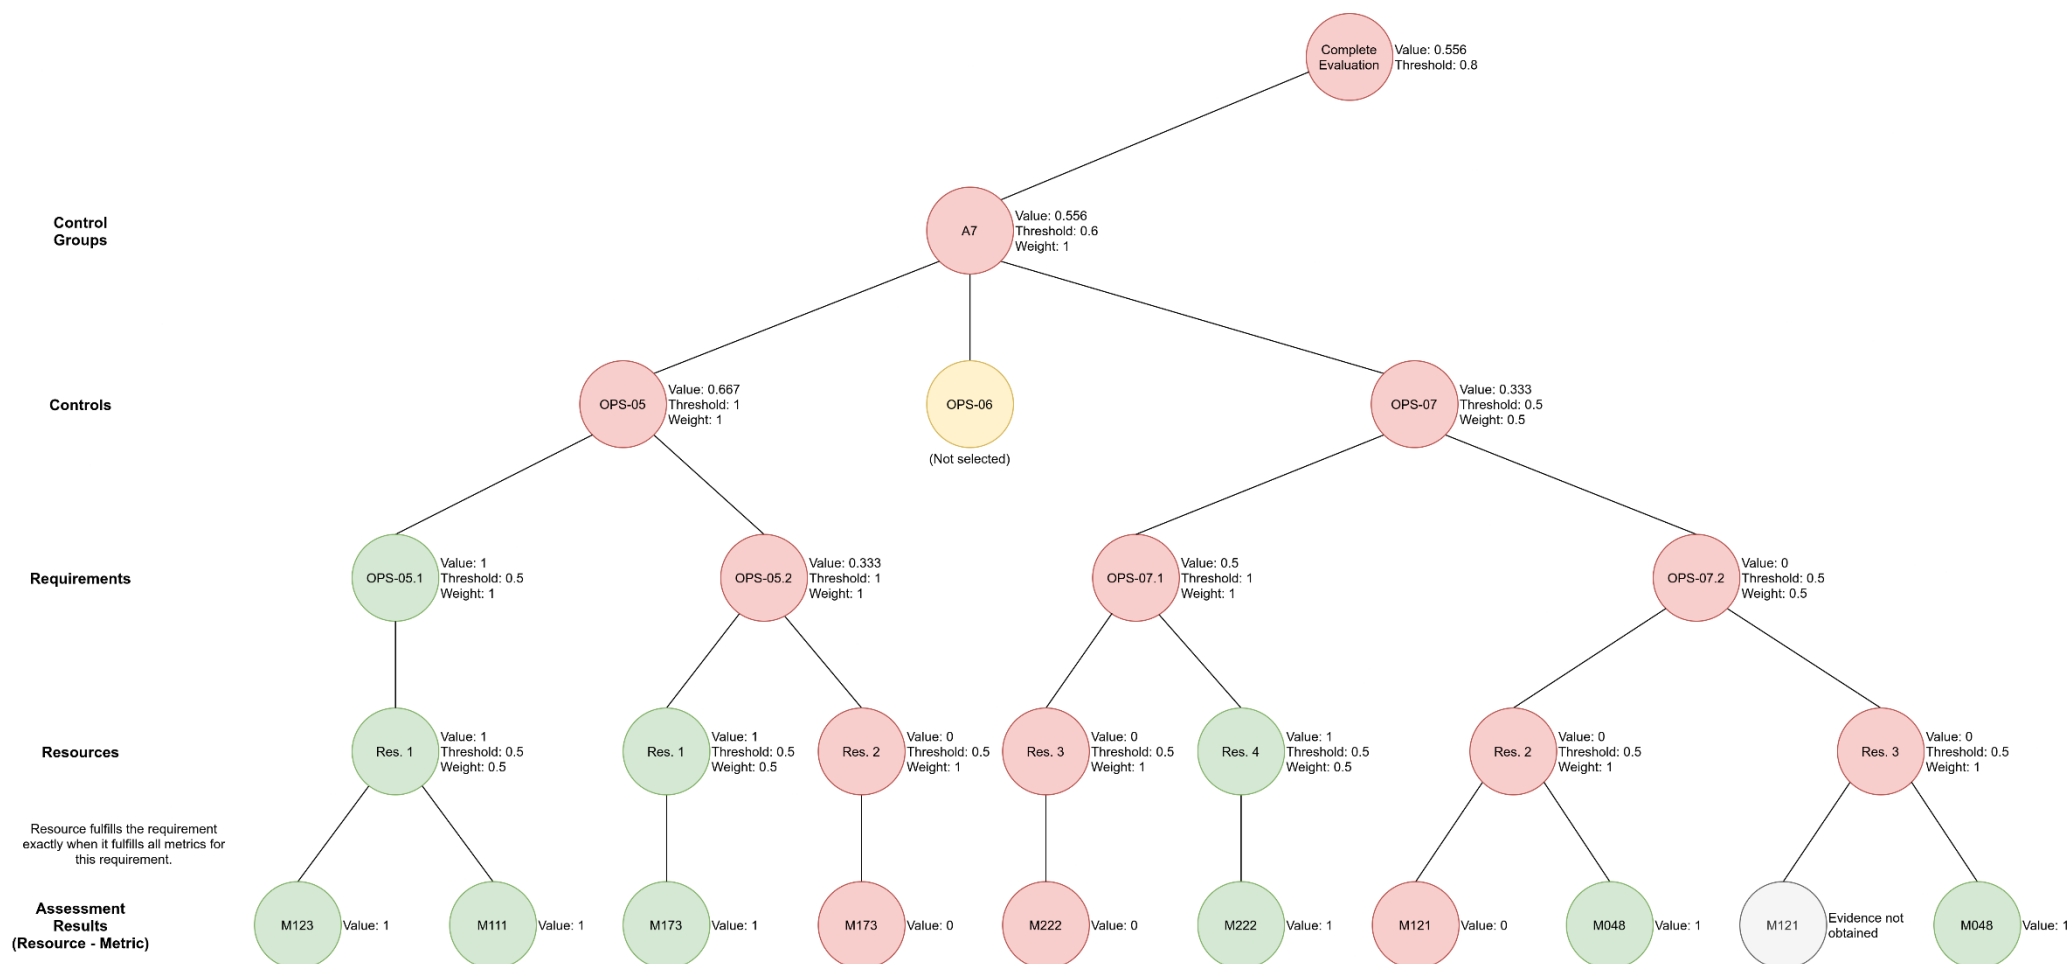 Complete
Evaluation
Value: 0.556
Threshold: 0.8
Control
Groups
A7
Value: 0.556
Threshold: 0.6
Weight: 1
Controls
OPS-05
Value: 0.667
Threshold: 1
Weight: 1
OPS-06
(Not selected)
OPS-07
Value: 0.333
Threshold: 0.5
Weight: 0.5
Requirements
OPS-05.1
Value: 1
Threshold: 0.5
Weight: 1
OPS-05.2
Value: 0.333
Threshold: 1
Weight: 1
OPS-07.1
Value: 0.5
Threshold: 1
Weight: 1
OPS-07.2
Value: 0
Threshold: 0.5
Weight: 0.5
Resources
Res. 1
Value: 1
Threshold: 0.5
Weight: 0.5
Res. 1
Value: 1
Threshold: 0.5
Weight: 0.5
Res. 2
Value: 0
Threshold: 0.5
Weight: 1
Res. 3
Value: 0
Threshold: 0.5
Weight: 1
Res. 4
Value: 1
Threshold: 0.5
Weight: 0.5
Res. 2
Value: 0
Threshold: 0.5
Weight: 1
Res. 3
Value: 0
Threshold: 0.5
Weight: 1
Resource fulfills the requirement
exactly when it fulfills all metrics for
this requirement.
Assessment
Results
(Resource - Metric)
M123
Value: 1
M111
Value: 1
M173
Value: 1
M173
Value: 0
M222
Value: 0
M222
Value: 1
M121
Value: 0
M048
Value: 1
M121
Evidence not
obtained
M048
Value: 1